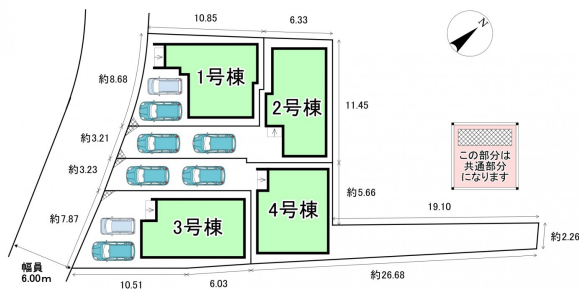 10.85
6.33
N
約8.68
1号棟
2号棟
11.45
約3.21
この部分は
共通部分
になります
約3.23
約5.66
19.10
約7.87
3号棟
4号棟
約2.26
幅員
6.00m
10.51
6.03
約26.68